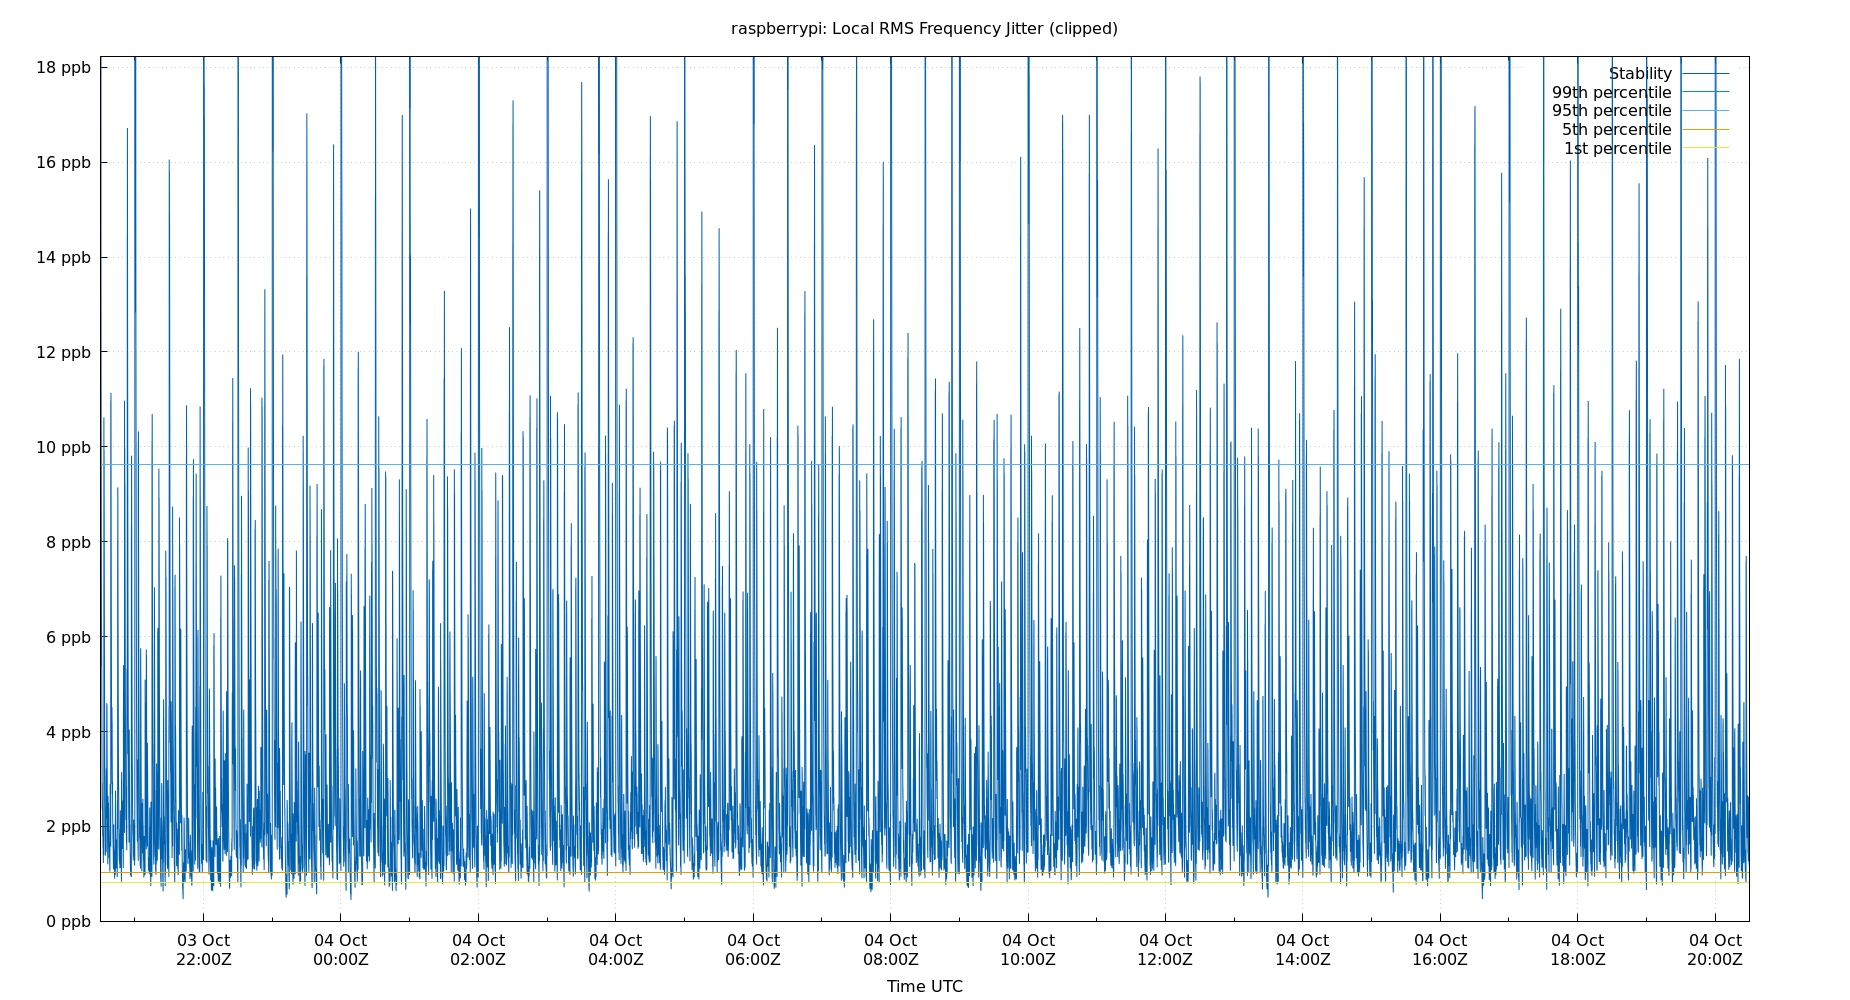 raspberrypi: Local RMS Frequency Jitter (clipped)
18 ppb
16 ppb
14 ppb
12 ppb
10 ppb
8 ppb
6 ppb
4 ppb
2 ppb
0 ppb
Stability
99th percentile
95th percentile
5th percentile
1st percentile
03 Oct 04 Oct 04 Oct 04 Oct 04 Oct 04 Oct 04 Oct 04 Oct 04 Oct 04 Oct 04 Oct 04 Oct
22:00Z 00:00Z 02:00Z 04:00Z 06:00Z 08:00Z 10:00Z 12:00Z 14:00Z 16:00Z 18:00Z 20:00Z
Time UTC